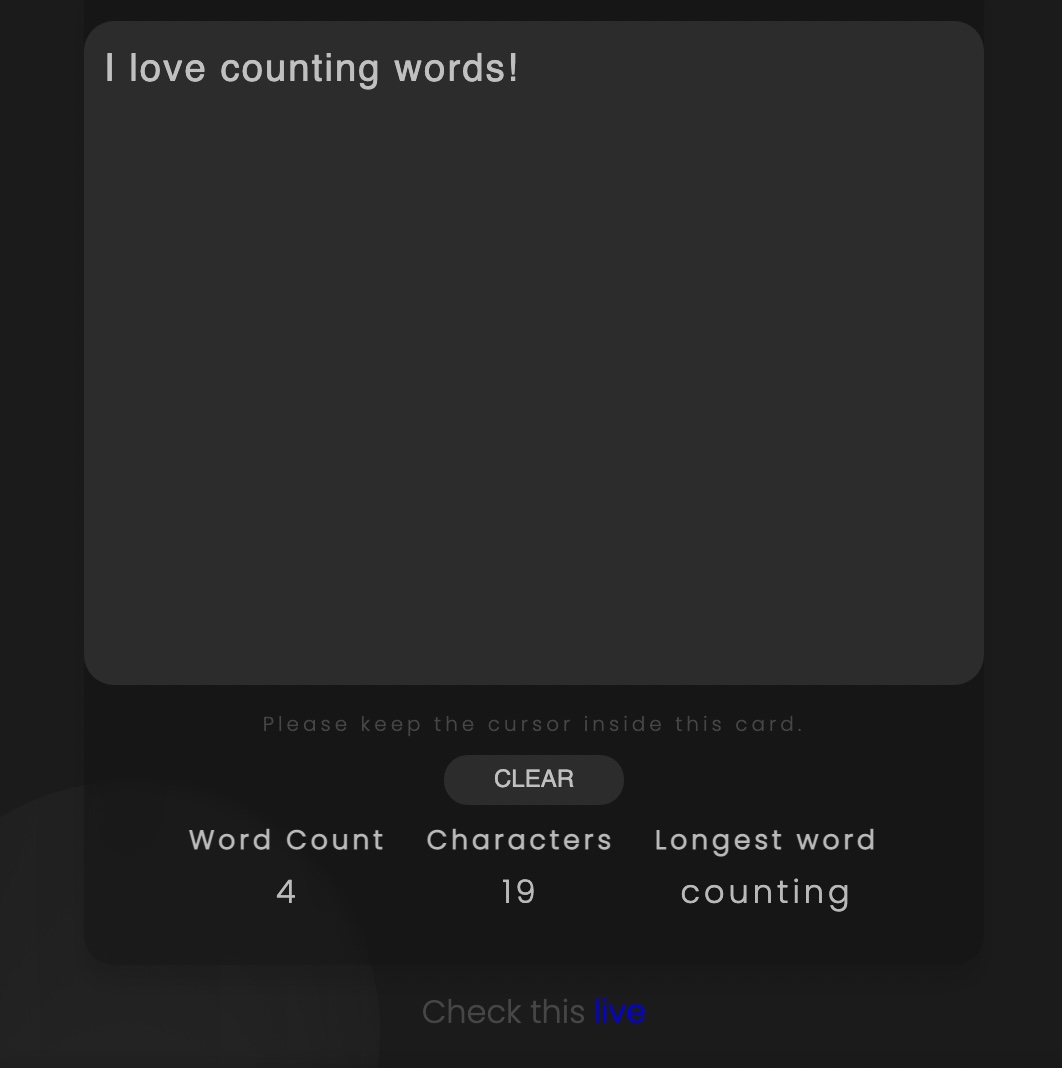 I love counting words!
Please keep the cursor inside this card.
CLEAR
Word Count Characters Longest word
4 19 counting
Check this live